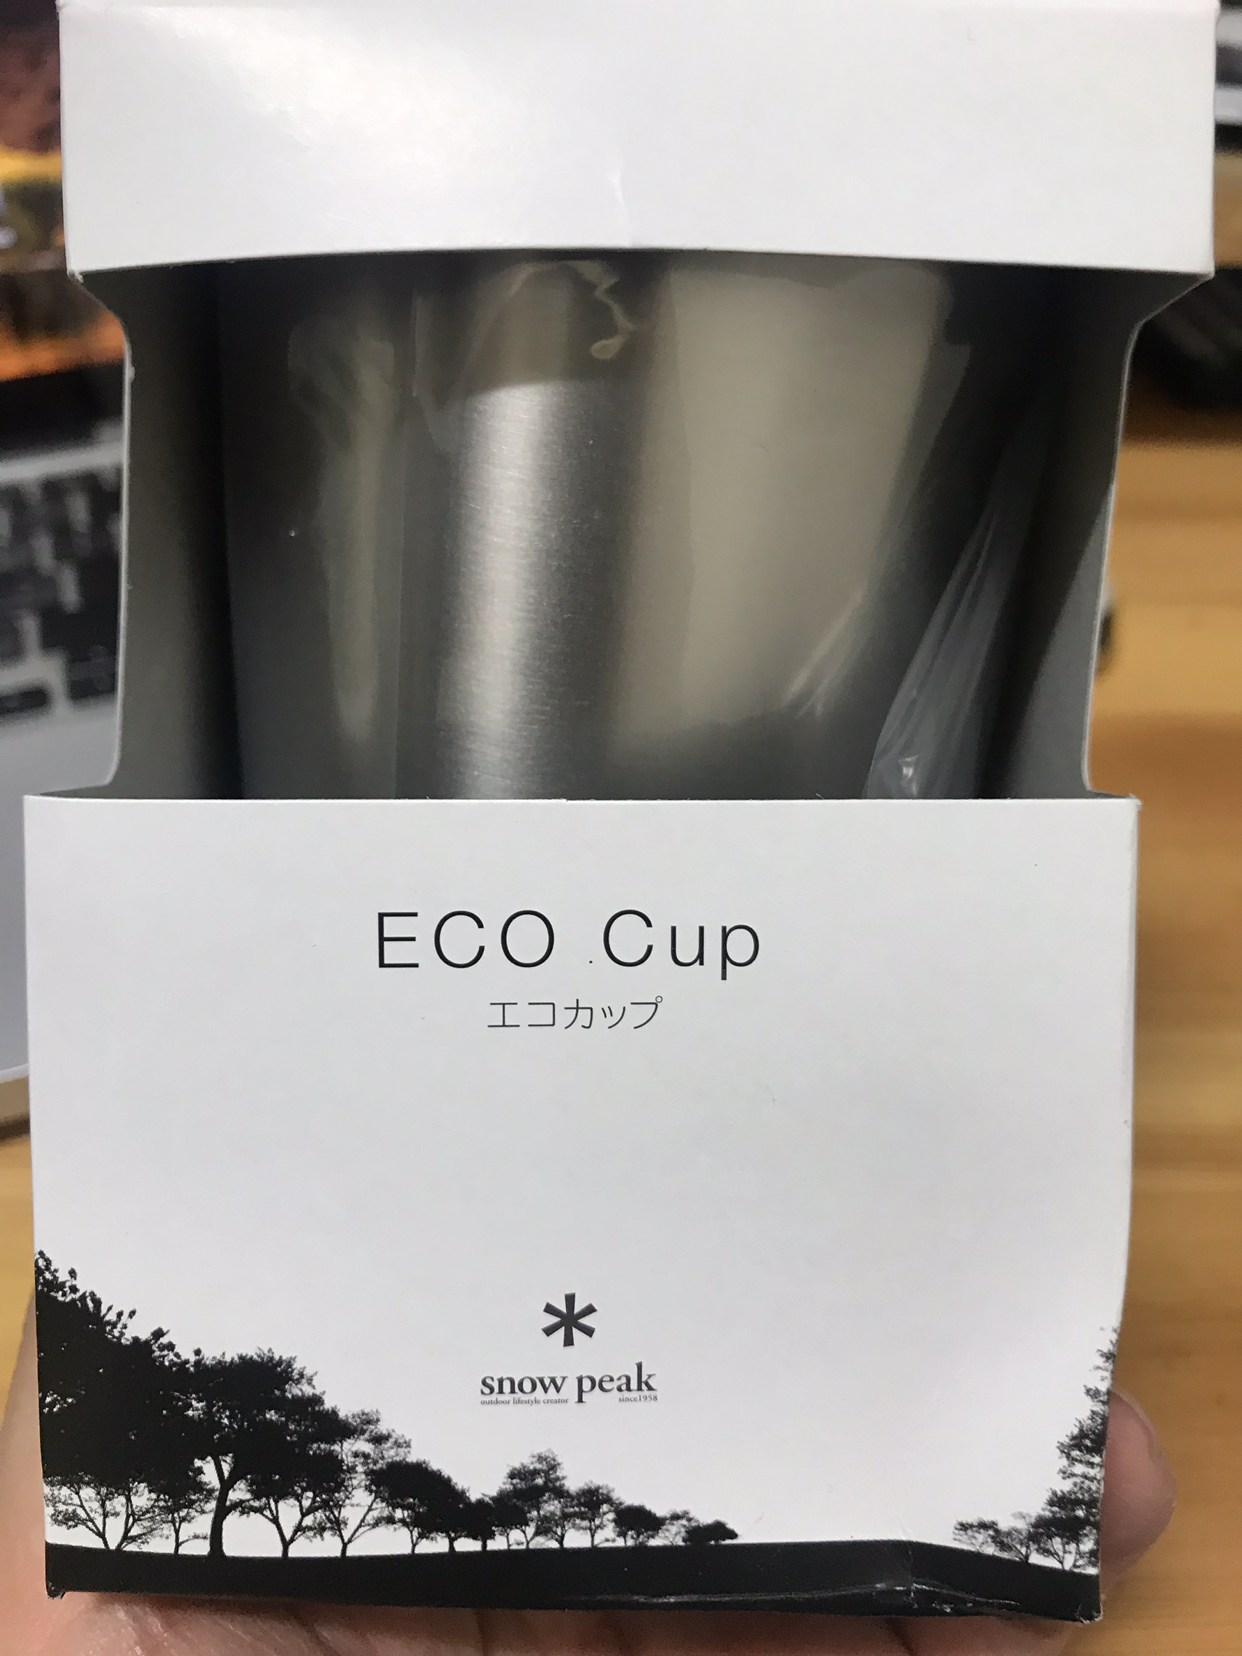 ECO Cup
エコカップ
snow peak
outdoor lifestyle creator since1958